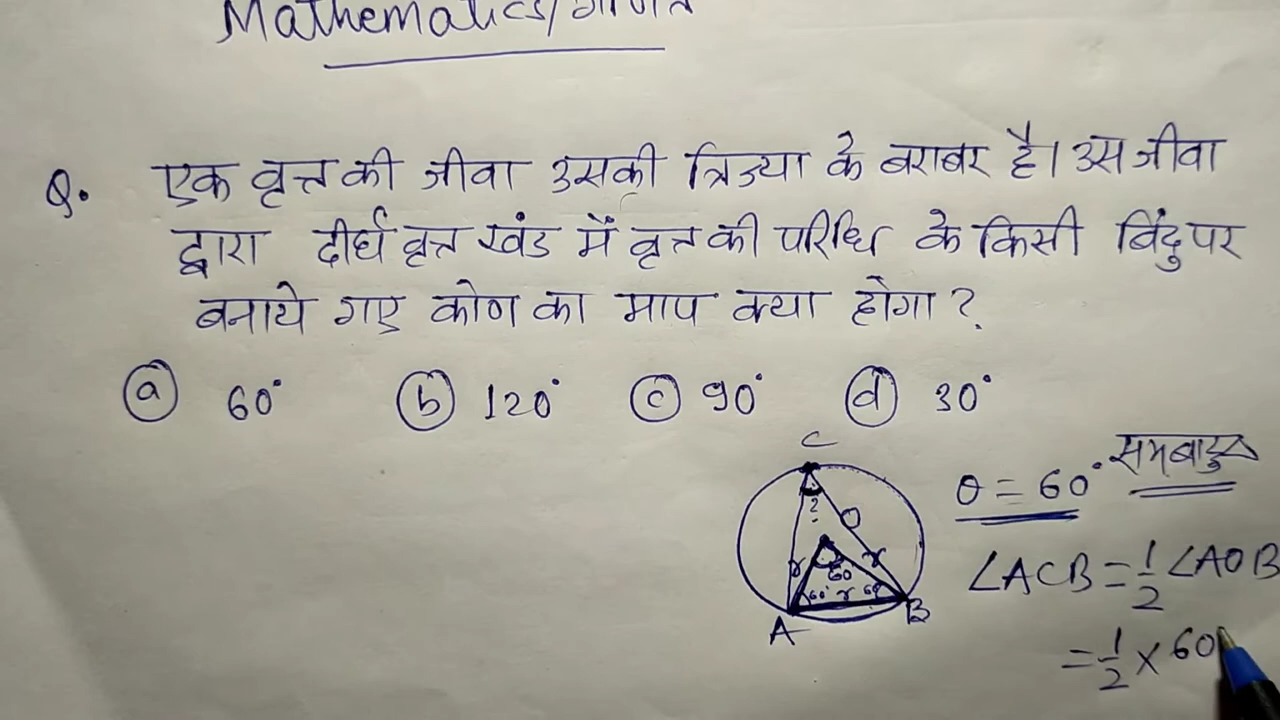 Mathematics/गणित
Q. एक वृत्त की जीवा उसकी त्रिज्या के बराबर है। उस जीवा
द्वारा दीर्घ वृत्त खंड में वृत्त की परिधि के किसी बिंदु पर
बनाये गए कोण का माप क्या होगा ?
(a) 60° (b) 120° (c) 90° (d) 30°
C
?
O
60
r r
60° r 60
A B
θ = 60° समबाहु Δ
∠ACB = 1/2 ∠AOB
= 1/2 × 60